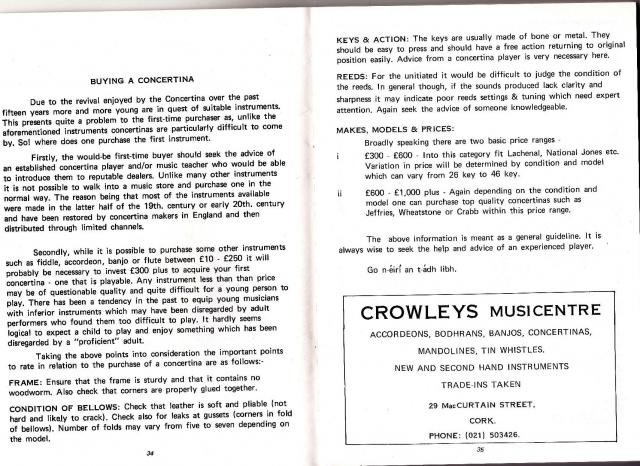 BUYING A CONCERTINA
Due to the revival enjoyed by the Concertina over the past
fifteen years more and more young are in quest of suitable instruments.
This presents quite a problem to the first-time purchaser as, unlike the
aforementioned instruments concertinas are particularly difficult to come
by. So! where does one purchase the first instrument.
Firstly, the would-be first-time buyer should seek the advice of
an established concertina player and/or music teacher who would be able
to introduce them to reputable dealers. Unlike many other instruments
it is not possible to walk into a music store and purchase one in the
normal way. The reason being that most of the instruments available
were made in the latter half of the 19th. century or early 20th. century
and have been restored by concertina makers in England and then
distributed through limited channels.
Secondly, while it is possible to purchase some other instruments
such as fiddle, accordeon, banjo or flute between £10 - £250 it will
probably be necessary to invest £300 plus to acquire your first
concertina - one that is playable. Any instrument less than than price
may be of questionable quality and quite difficult for a young person to
play. There has been a tendency in the past to equip young musicians
with inferior instruments which may have been disregarded by adult
performers who found them too difficult to play. It hardly seems
logical to expect a child to play and enjoy something which has been
disregarded by a "proficient" adult.
Taking the above points into consideration the important points
to rate in relation to the purchase of a concertina are as follows:-
FRAME: Ensure that the frame is sturdy and that it contains no
woodworm. Also check that corners are properly glued together.
CONDITION OF BELLOWS: Check that leather is soft and pliable (not
hard and likely to crack). Check also for leaks at gussets (corners in fold
of bellows). Number of folds may vary from five to seven depending on
the model.
34
KEYS & ACTION: The keys are usually made of bone or metal. They
should be easy to press and should have a free action returning to original
position easily. Advice from a concertina player is very necessary here.
REEDS: For the unitiated it would be difficult to judge the condition of
the reeds. In general though, if the sounds produced lack clarity and
sharpness it may indicate poor reeds settings & tuning which need expert
attention. Again seek the advice of someone knowledgeable.
MAKES, MODELS & PRICES:
Broadly speaking there are two basic price ranges -
i £300 - £600 - Into this category fit Lachenal, National Jones etc.
Variation in price will be determined by condition and model
which can vary from 26 key to 46 key.
ii £600 - £1,000 plus - Again depending on the condition and
model one can purchase top quality concertinas such as
Jeffries, Wheatstone or Crabb within this price range.
The above information is meant as a general guideline. It is
always wise to seek the help and advice of an experienced player.
Go n-éirí an t-ádh libh.
CROWLEYS MUSICENTRE
ACCORDEONS, BODHRANS, BANJOS, CONCERTINAS,
MANDOLINES, TIN WHISTLES.
NEW AND SECOND HAND INSTRUMENTS
TRADE-INS TAKEN
29 MacCURTAIN STREET,
CORK.
PHONE: (021) 503426.
35